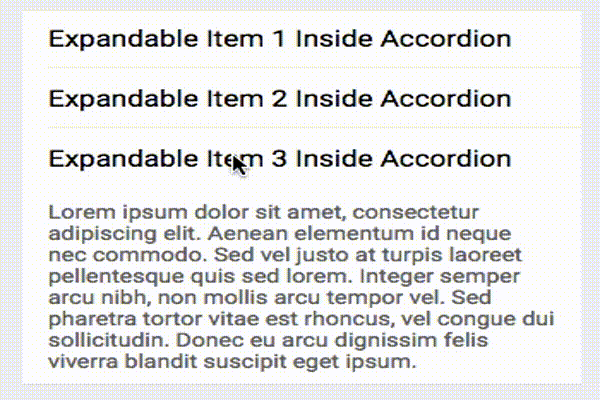 Expandable Item 1 Inside Accordion
Expandable Item 2 Inside Accordion
Expandable Item 3 Inside Accordion
Lorem ipsum dolor sit amet, consectetur
adipiscing elit. Aenean elementum id neque
nec commodo. Sed vel justo at turpis laoreet
pellentesque quis sed lorem. Integer semper
arcu nibh, non mollis arcu tempor vel. Sed
pharetra tortor vitae est rhoncus, vel congue dui
sollicitudin. Donec eu arcu dignissim felis
viverra blandit suscipit eget ipsum.